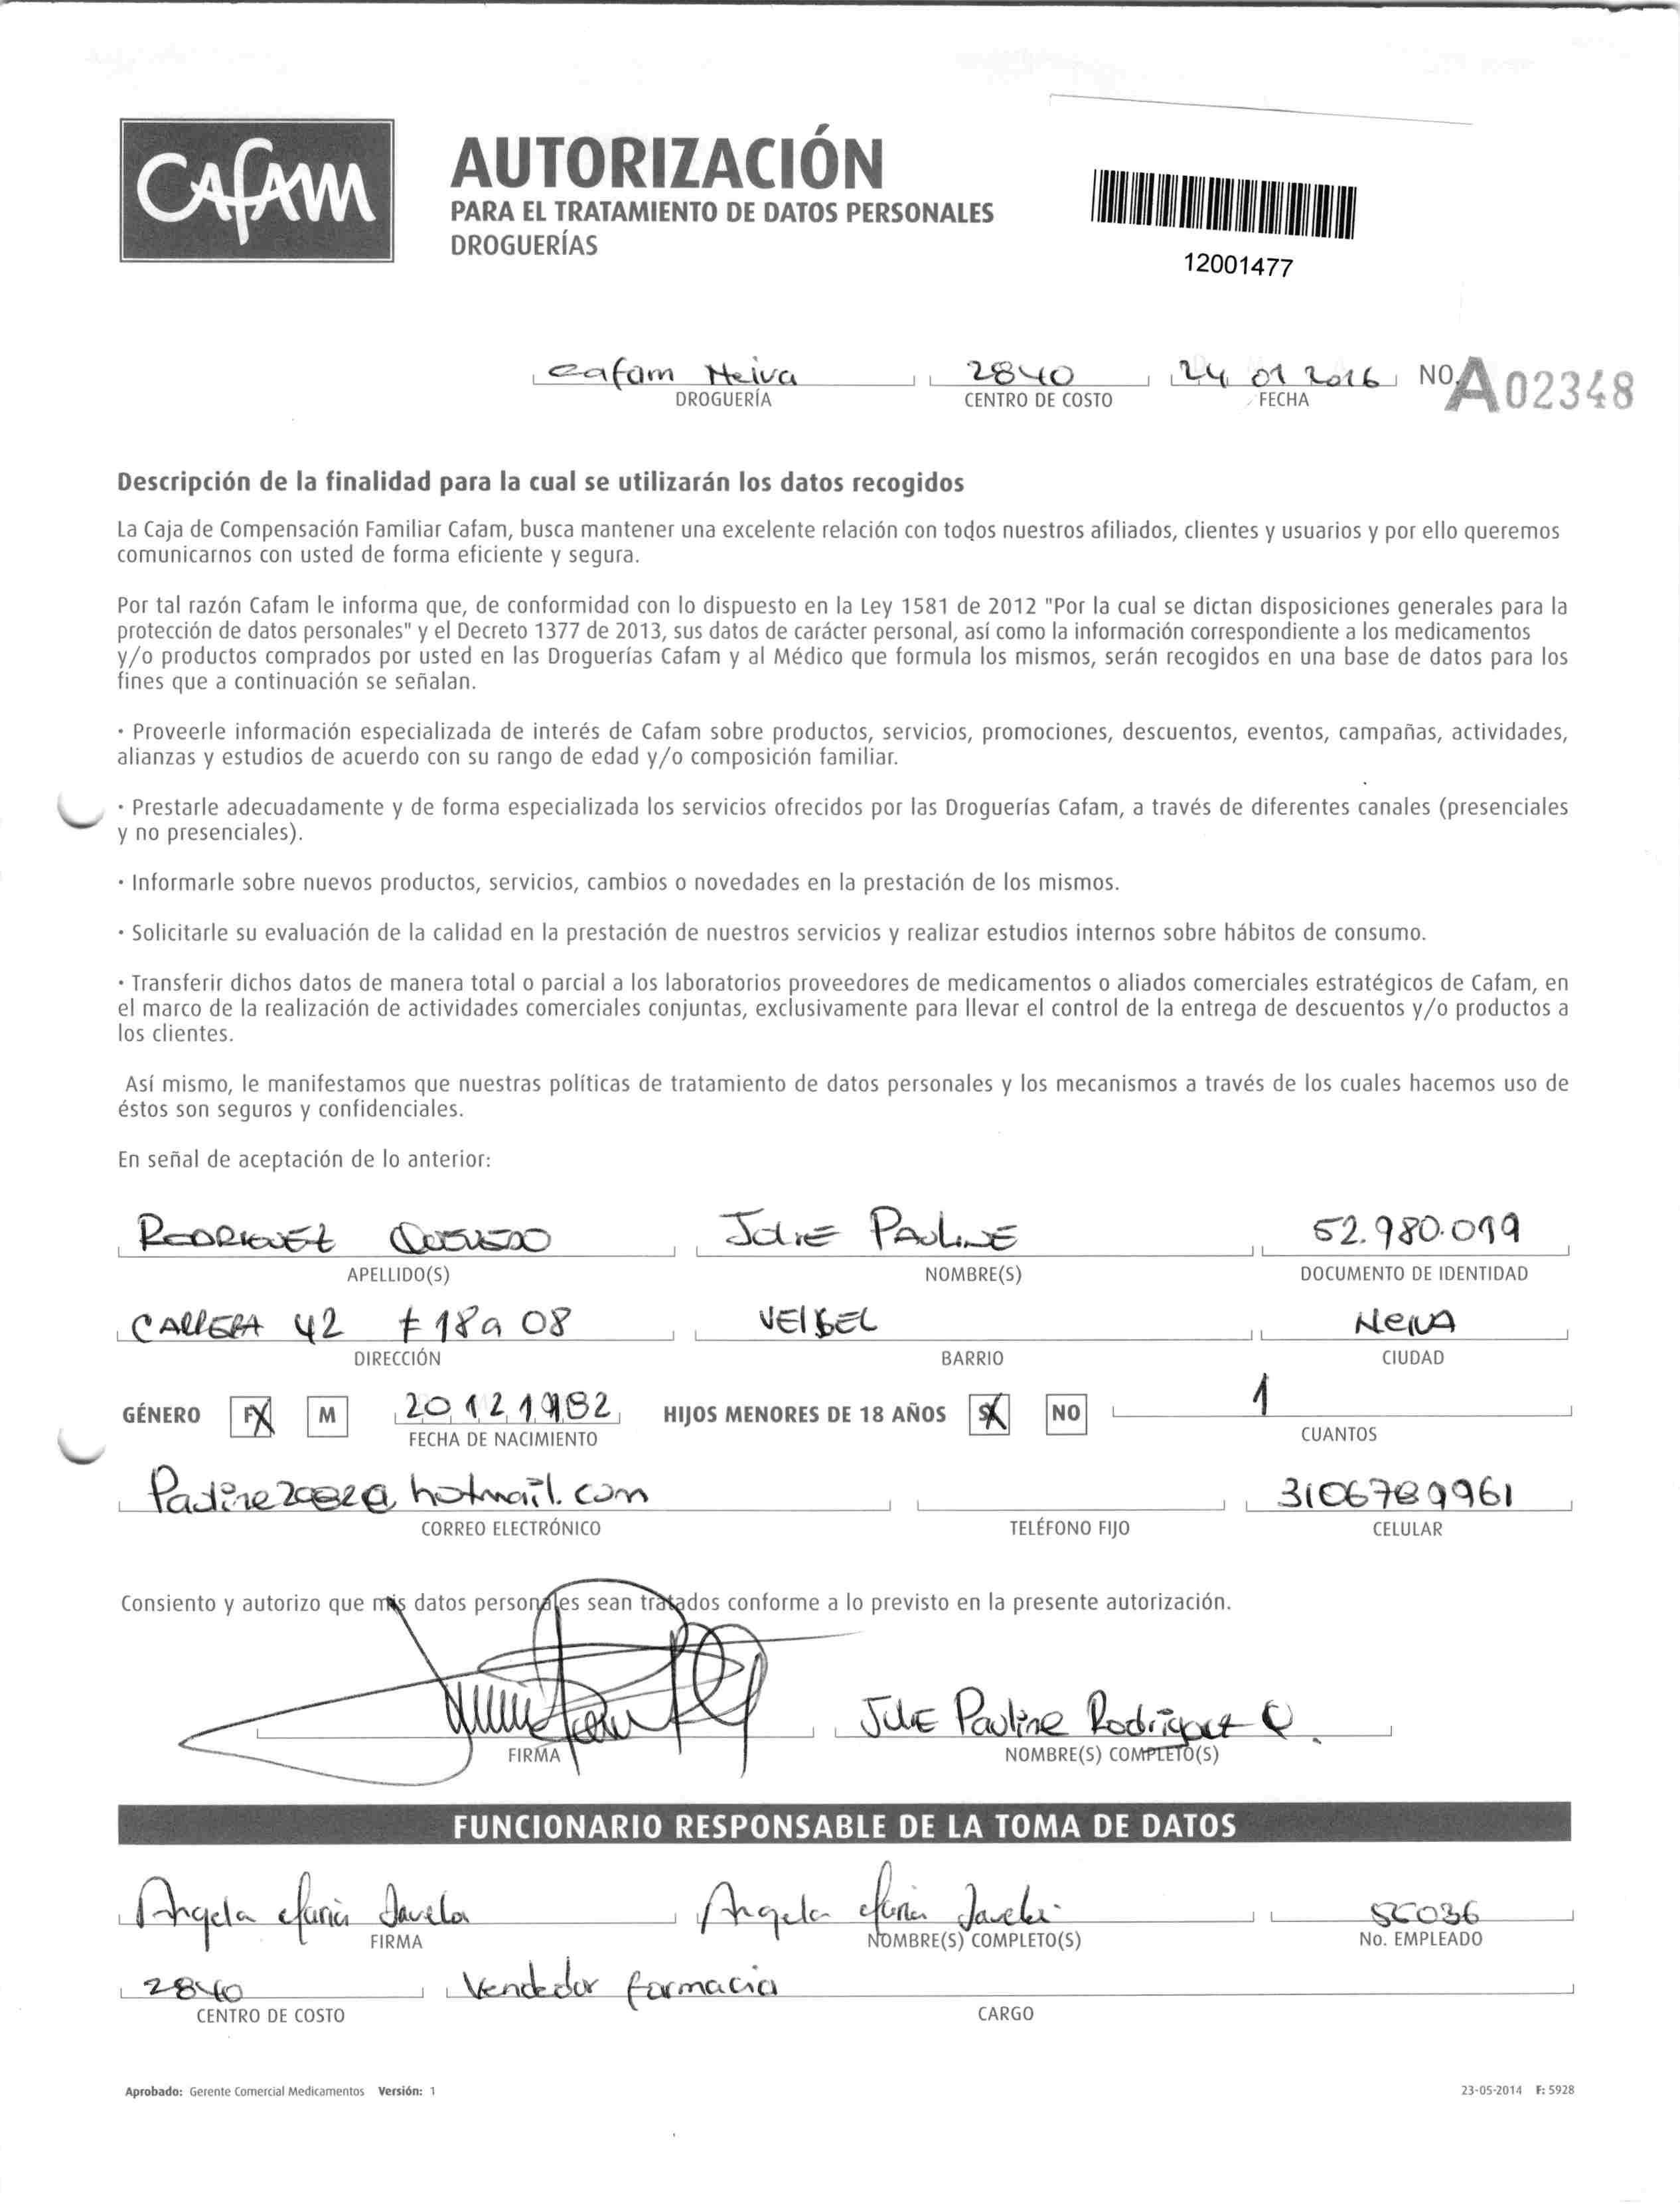 CAFAM
AUTORIZACIÓN
PARA EL TRATAMIENTO DE DATOS PERSONALES
DROGUERÍAS
12001477
Cafam Neiva 2840 24 01 2016 NO. A02348
DROGUERÍA CENTRO DE COSTO FECHA
Descripción de la finalidad para la cual se utilizarán los datos recogidos
La Caja de Compensación Familiar Cafam, busca mantener una excelente relación con todos nuestros afiliados, clientes y usuarios y por ello queremos
comunicarnos con usted de forma eficiente y segura.
Por tal razón Cafam le informa que, de conformidad con lo dispuesto en la Ley 1581 de 2012 "Por la cual se dictan disposiciones generales para la
protección de datos personales" y el Decreto 1377 de 2013, sus datos de carácter personal, así como la información correspondiente a los medicamentos
y/o productos comprados por usted en las Droguerías Cafam y al Médico que formula los mismos, serán recogidos en una base de datos para los
fines que a continuación se señalan.
· Proveerle información especializada de interés de Cafam sobre productos, servicios, promociones, descuentos, eventos, campañas, actividades,
alianzas y estudios de acuerdo con su rango de edad y/o composición familiar.
· Prestarle adecuadamente y de forma especializada los servicios ofrecidos por las Droguerías Cafam, a través de diferentes canales (presenciales
y no presenciales).
· Informarle sobre nuevos productos, servicios, cambios o novedades en la prestación de los mismos.
· Solicitarle su evaluación de la calidad en la prestación de nuestros servicios y realizar estudios internos sobre hábitos de consumo.
· Transferir dichos datos de manera total o parcial a los laboratorios proveedores de medicamentos o aliados comerciales estratégicos de Cafam, en
el marco de la realización de actividades comerciales conjuntas, exclusivamente para llevar el control de la entrega de descuentos y/o productos a
los clientes.
Así mismo, le manifestamos que nuestras políticas de tratamiento de datos personales y los mecanismos a través de los cuales hacemos uso de
éstos son seguros y confidenciales.
En señal de aceptación de lo anterior:
RODRIGUEZ QUEVEDO JULIE PAULINE 52.980.099
APELLIDO(S) NOMBRE(S) DOCUMENTO DE IDENTIDAD
CARRERA 42 # 18a 08 VEIBEL NEIVA
DIRECCIÓN BARRIO CIUDAD
GÉNERO F M 20 12 1982 HIJOS MENORES DE 18 AÑOS SI NO 1
FECHA DE NACIMIENTO CUANTOS
hotmail.com 3106789961
CORREO ELECTRÓNICO TELÉFONO FIJO CELULAR
Consiento y autorizo que mis datos personales sean tratados conforme a lo previsto en la presente autorización.
Julie Pauline Rodriguez Q.
FIRMA NOMBRE(S) COMPLETO(S)
FUNCIONARIO RESPONSABLE DE LA TOMA DE DATOS
Angela Maria Javela Angela Maria Javela SC036
FIRMA NOMBRE(S) COMPLETO(S) No. EMPLEADO
2840 Vendedor farmacia
CENTRO DE COSTO CARGO
Aprobado: Gerente Comercial Medicamentos Versión: 1 23-05-2014 F: 5928